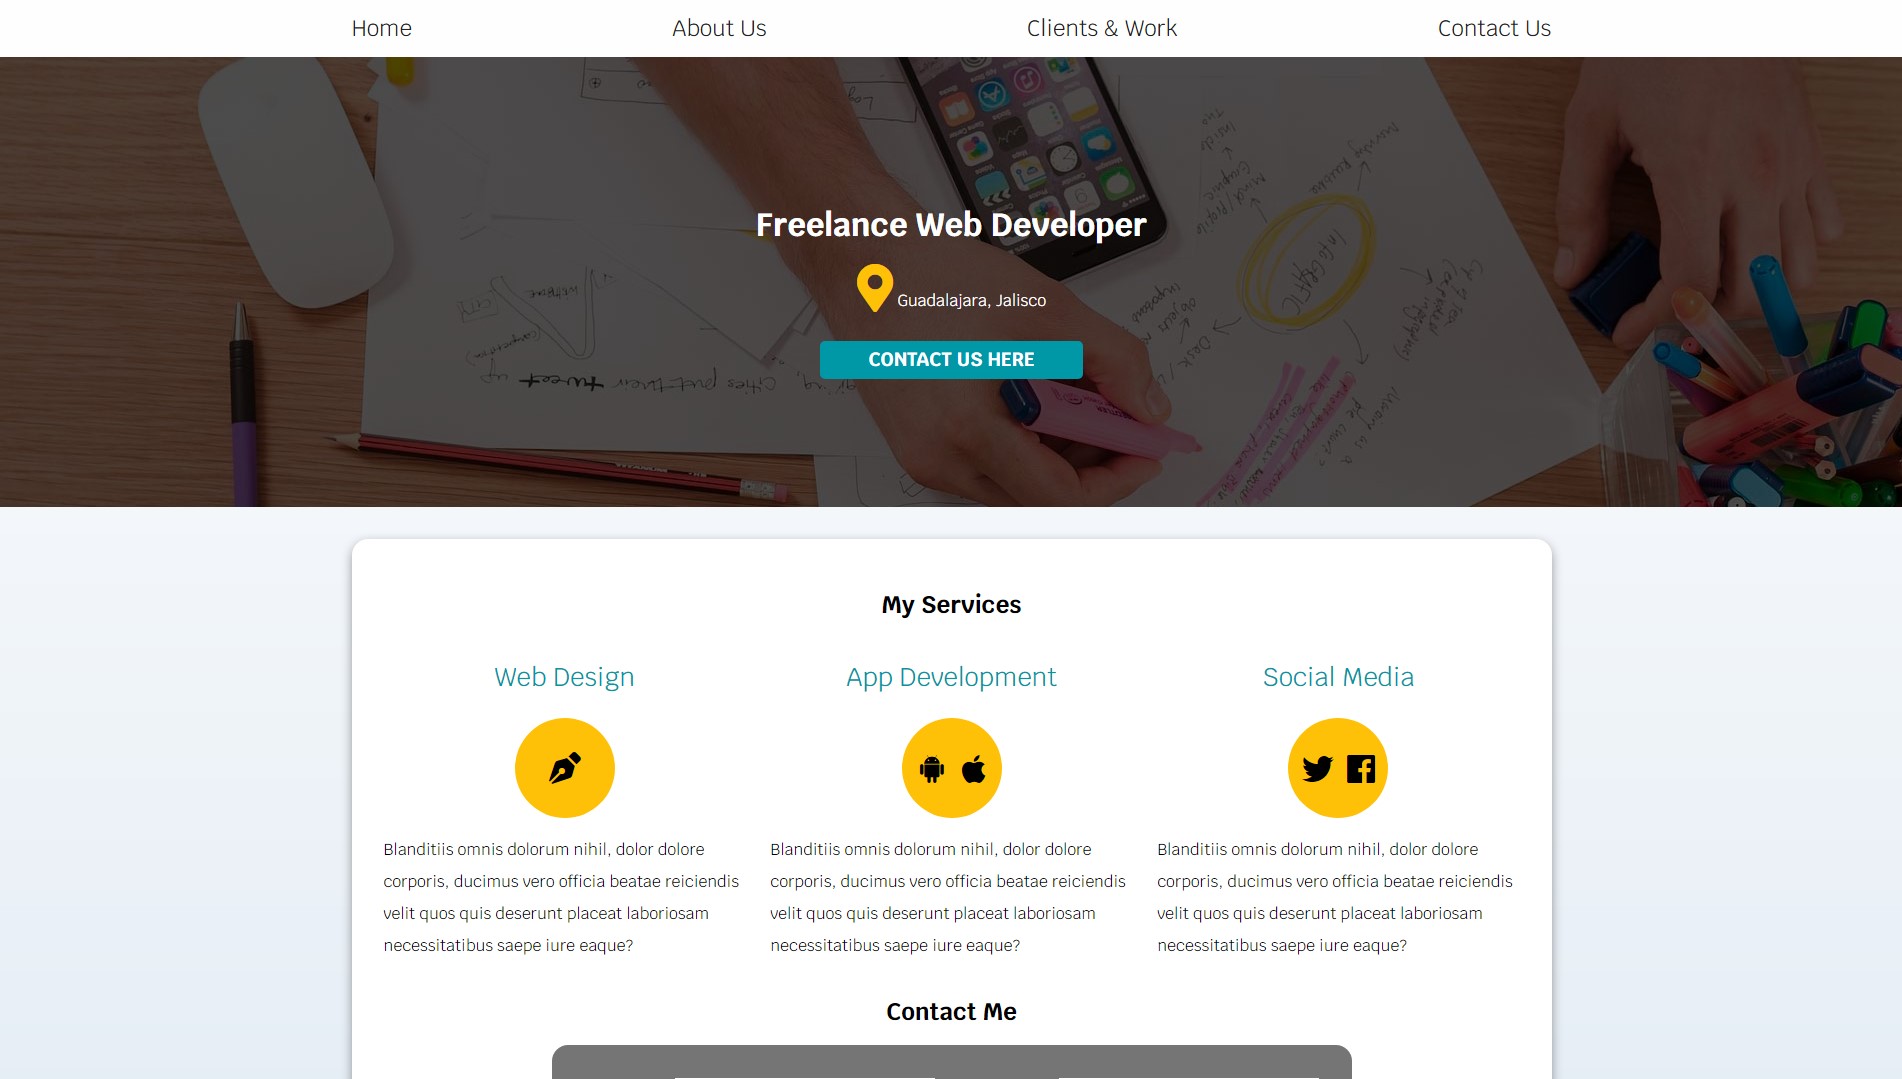 Home
About Us
Clients & Work
Contact Us
Freelance Web Developer
Guadalajara, Jalisco
CONTACT US HERE
My Services
Web Design
App Development
Social Media
Blanditiis omnis dolorum nihil, dolor dolore
corporis, ducimus vero officia beatae reiciendis
velit quos quis deserunt placeat laboriosam
necessitatibus saepe iure eaque?
Blanditiis omnis dolorum nihil, dolor dolore
corporis, ducimus vero officia beatae reiciendis
velit quos quis deserunt placeat laboriosam
necessitatibus saepe iure eaque?
Blanditiis omnis dolorum nihil, dolor dolore
corporis, ducimus vero officia beatae reiciendis
velit quos quis deserunt placeat laboriosam
necessitatibus saepe iure eaque?
Contact Me